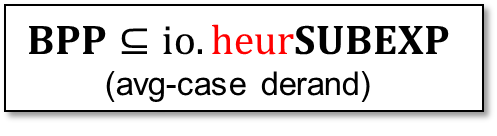 BPP ⊆ io. heurSUBEXP
(avg-case derand)